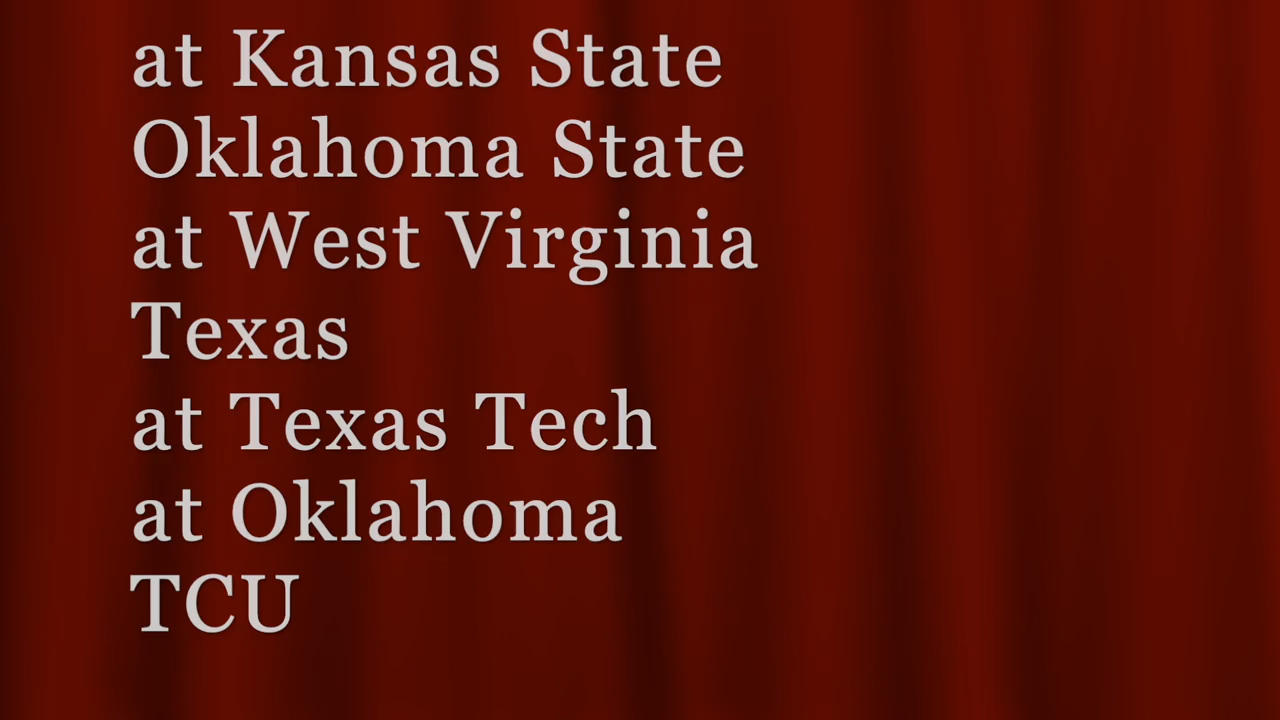 at Kansas State
Oklahoma State
at West Virginia
Texas
at Texas Tech
at Oklahoma
TCU